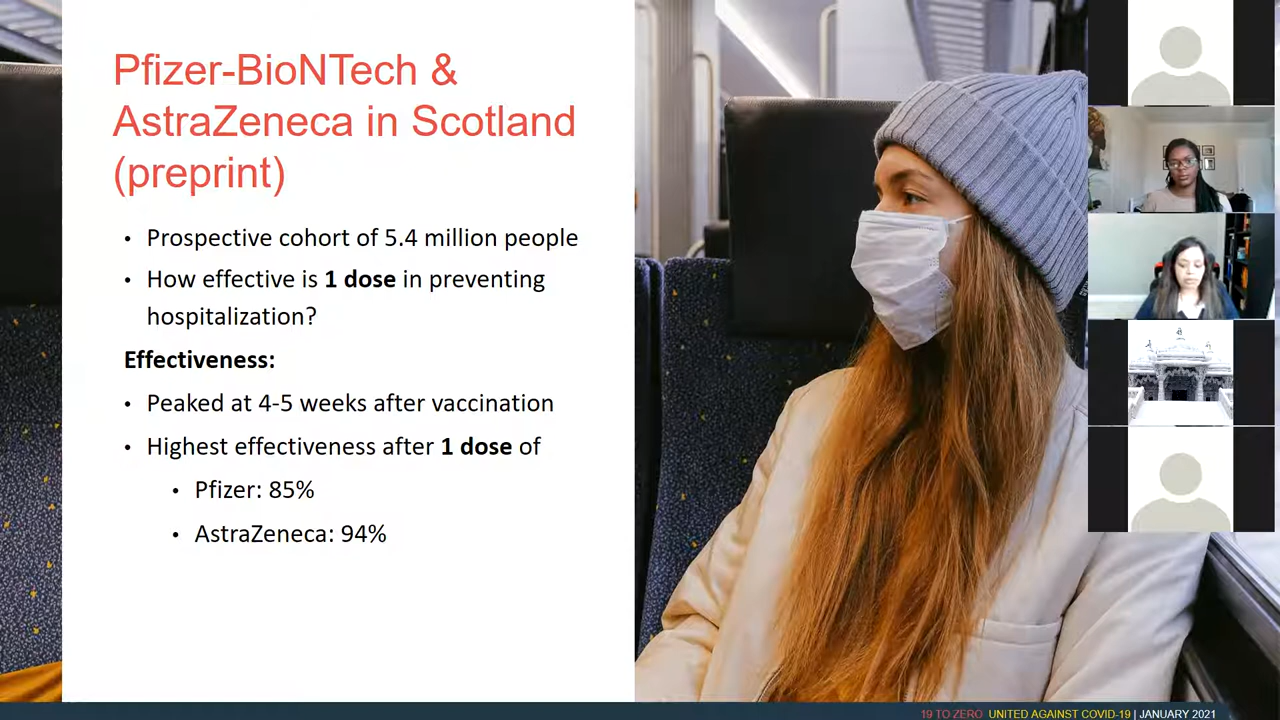 Pfizer-BioNTech &
AstraZeneca in Scotland
(preprint)
• Prospective cohort of 5.4 million people
• How effective is 1 dose in preventing
hospitalization?
Effectiveness:
• Peaked at 4-5 weeks after vaccination
• Highest effectiveness after 1 dose of
• Pfizer: 85%
• AstraZeneca: 94%
19 TO ZERO UNITED AGAINST COVID-19 | JANUARY 2021